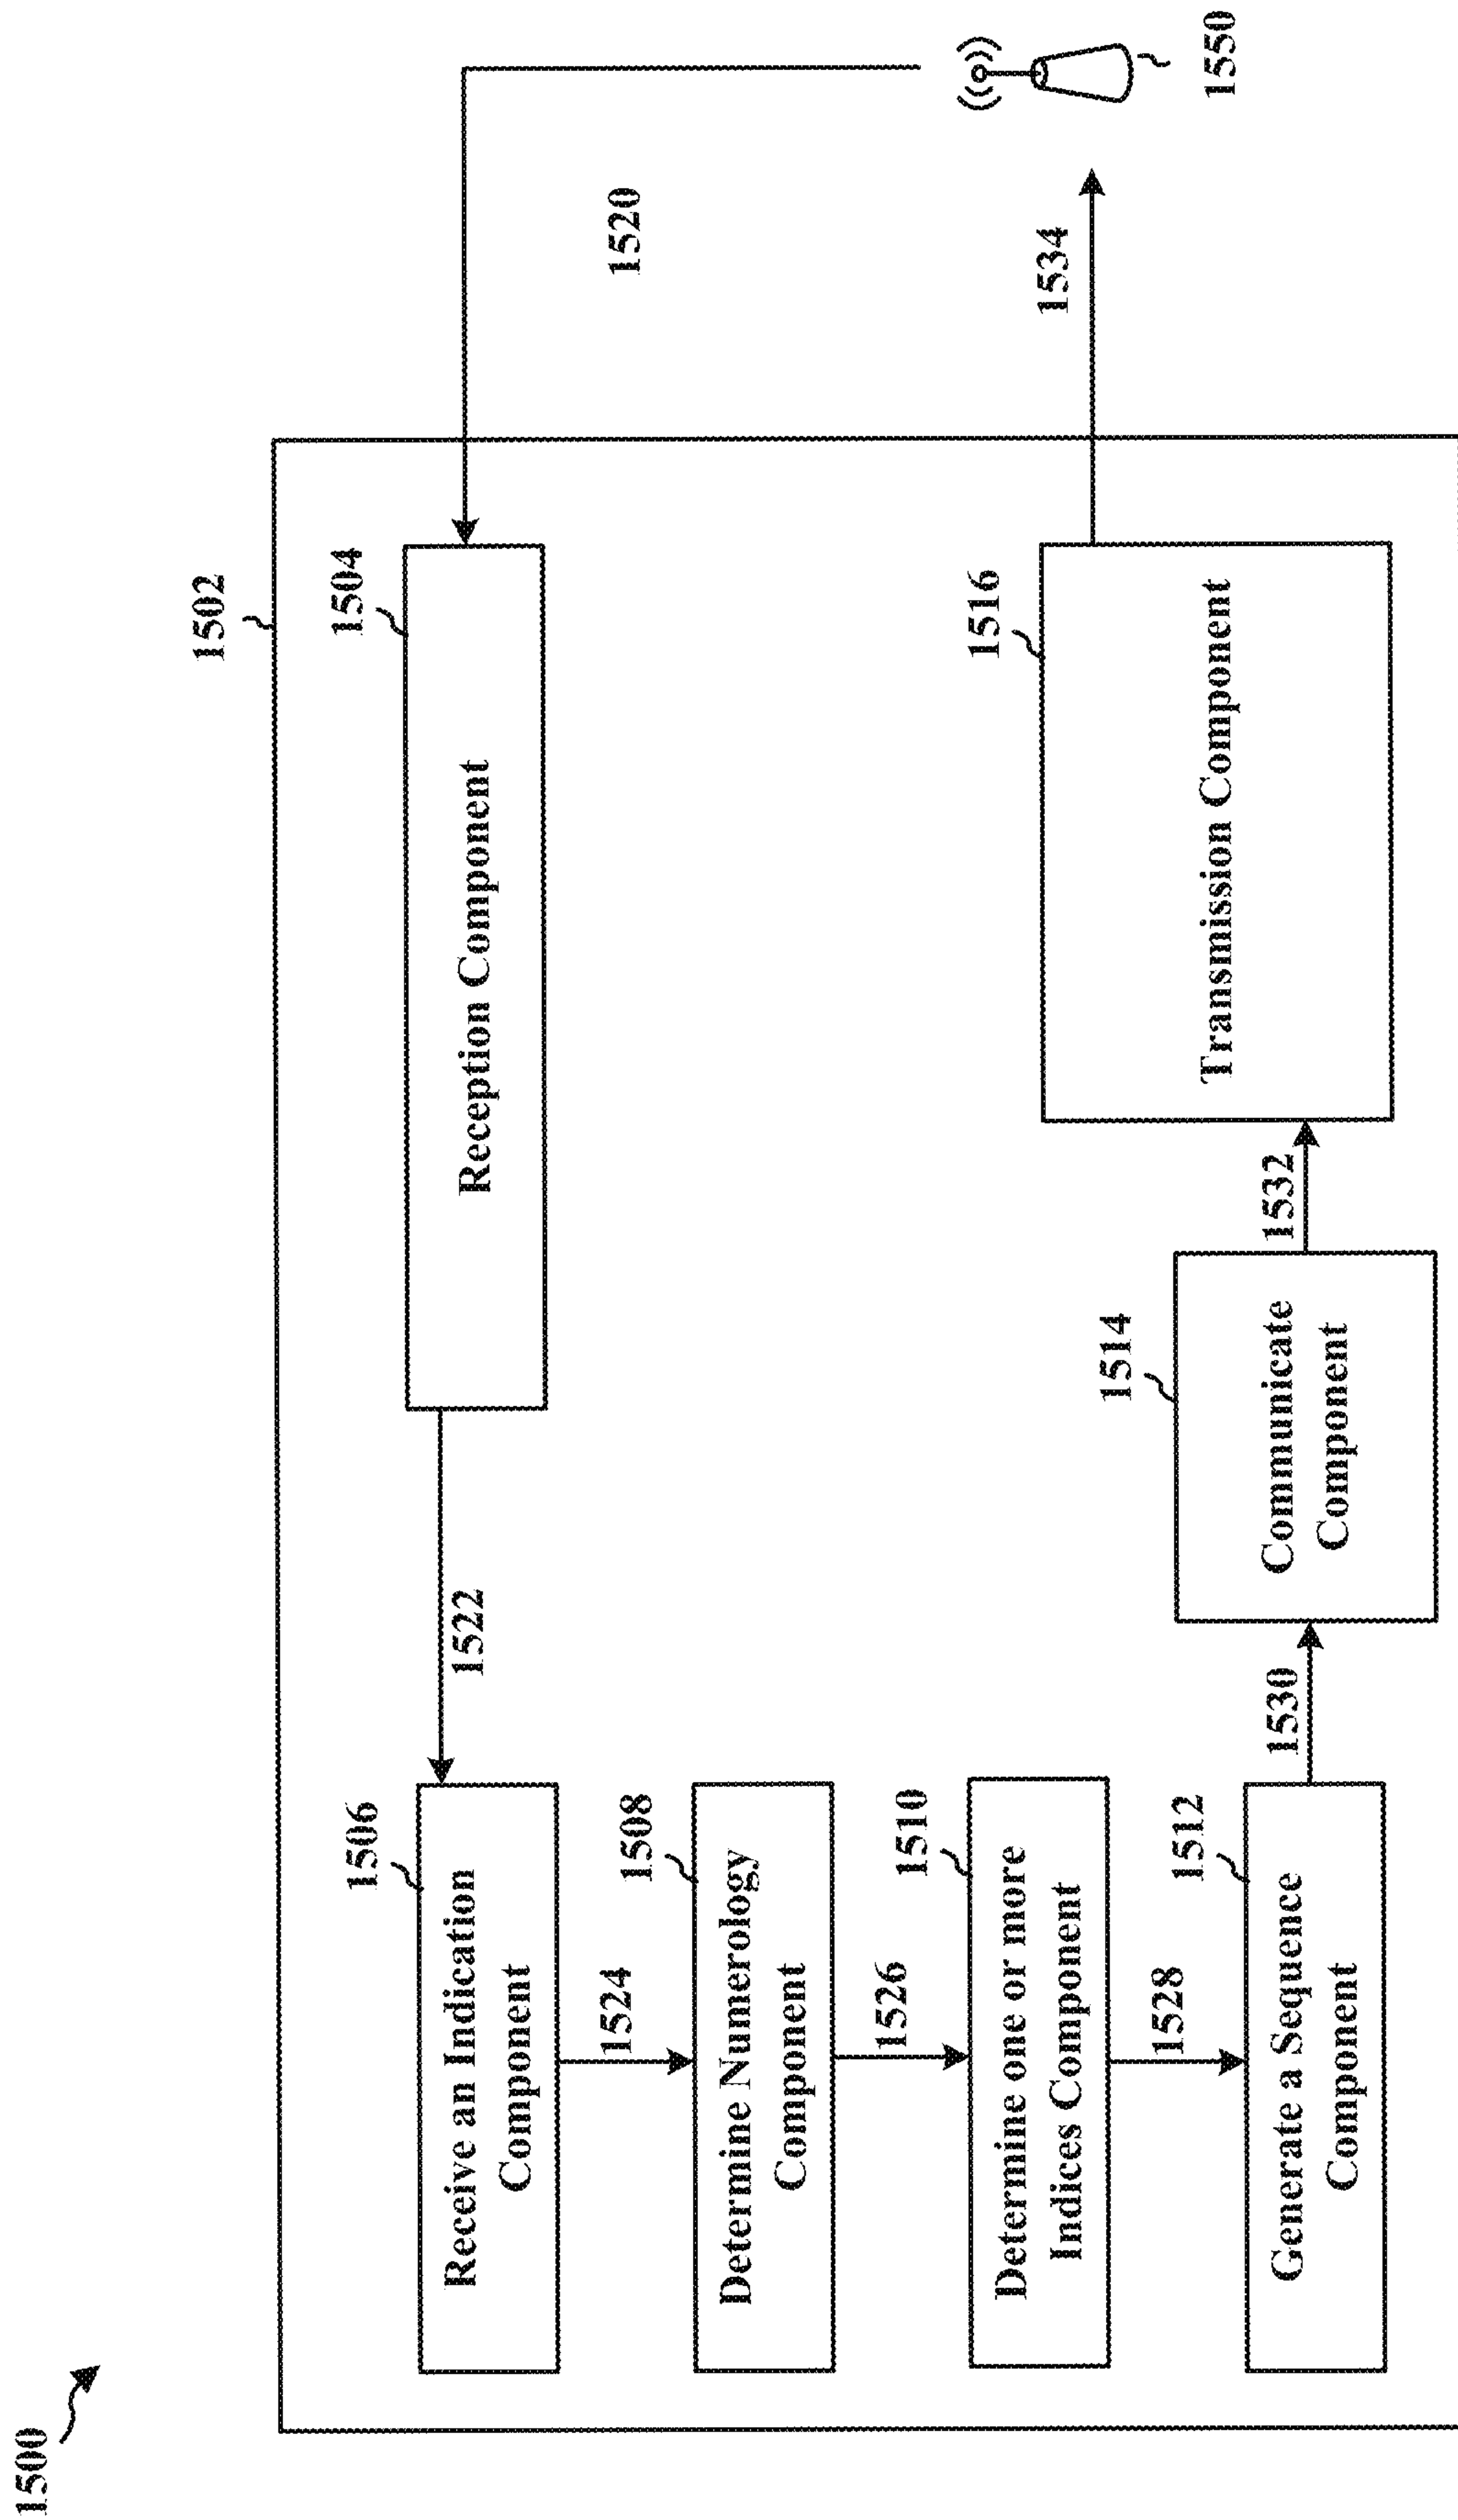 1500
1502
1504
Reception Component
1520
1522
1506
Receive an Indication
Component
1524
1508
Determine Numerology
Component
1526
1510
Determine one or more
Indices Component
1528
1512
Generate a Sequence
Component
1530
1514
Communicate
Component
1532
1516
Transmission Component
1534
1550